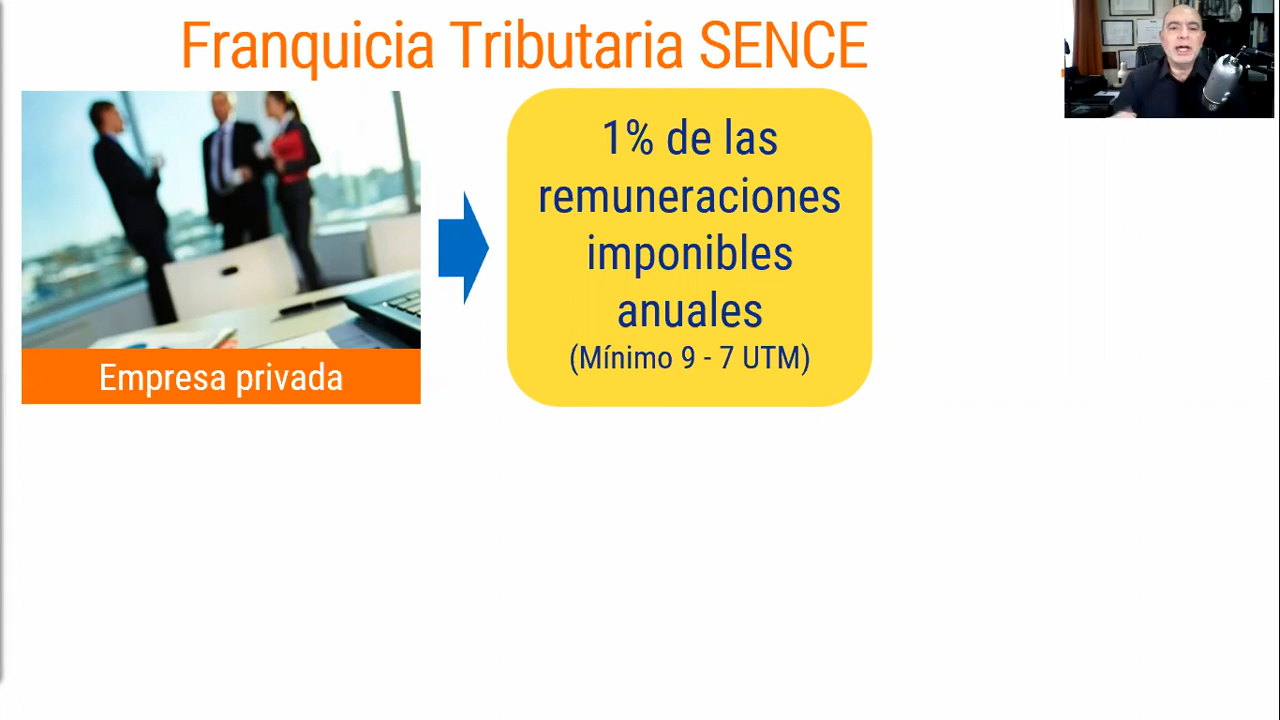 Franquicia Tributaria SENCE
1% de las
remuneraciones
imponibles
anuales
(Mínimo 9 - 7 UTM)
Empresa privada